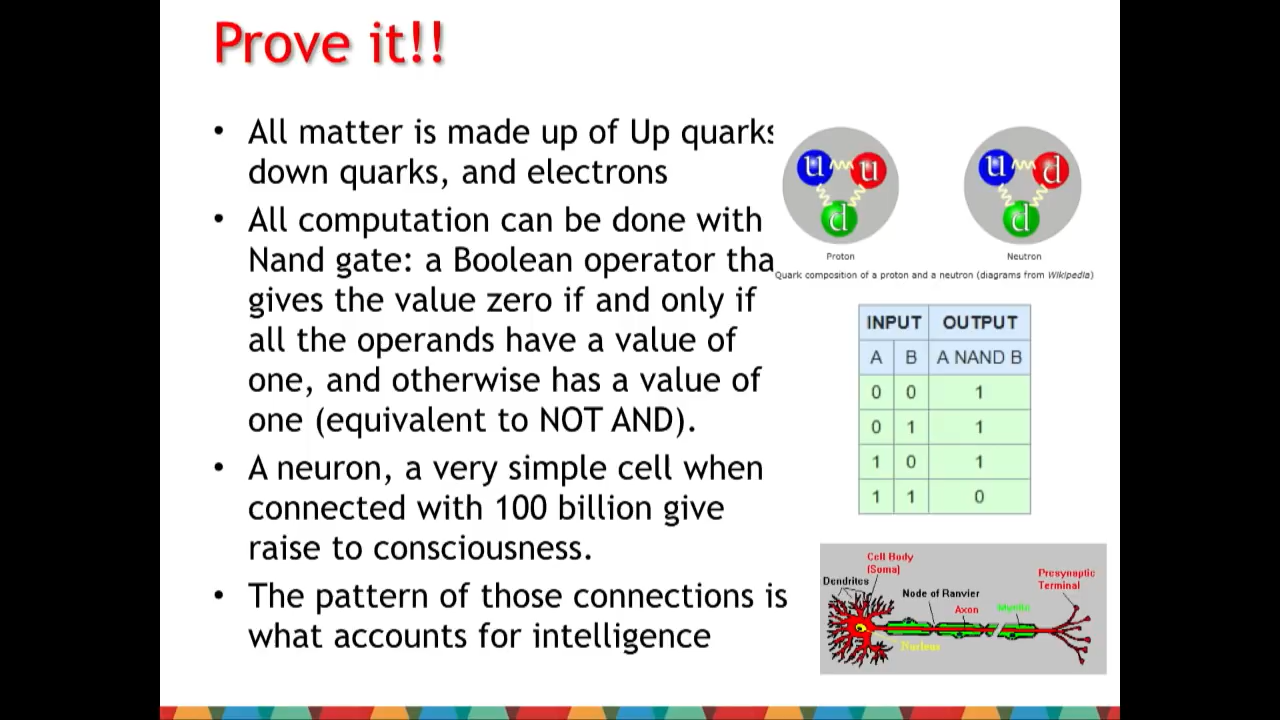 Prove it!!
• All matter is made up of Up quarks
down quarks, and electrons
• All computation can be done with
Nand gate: a Boolean operator tha
gives the value zero if and only if
all the operands have a value of
one, and otherwise has a value of
one (equivalent to NOT AND).
• A neuron, a very simple cell when
connected with 100 billion give
raise to consciousness.
• The pattern of those connections is
what accounts for intelligence
u u d
u d d
Proton Neutron
Quark composition of a proton and a neutron (diagrams from Wikipedia)
INPUT OUTPUT
A B A NAND B
0 0 1
0 1 1
1 0 1
1 1 0
Cell Body
(Soma)
Dendrites
Node of Ranvier
Axon
Myelin
Presynaptic
Terminal
Nucleus